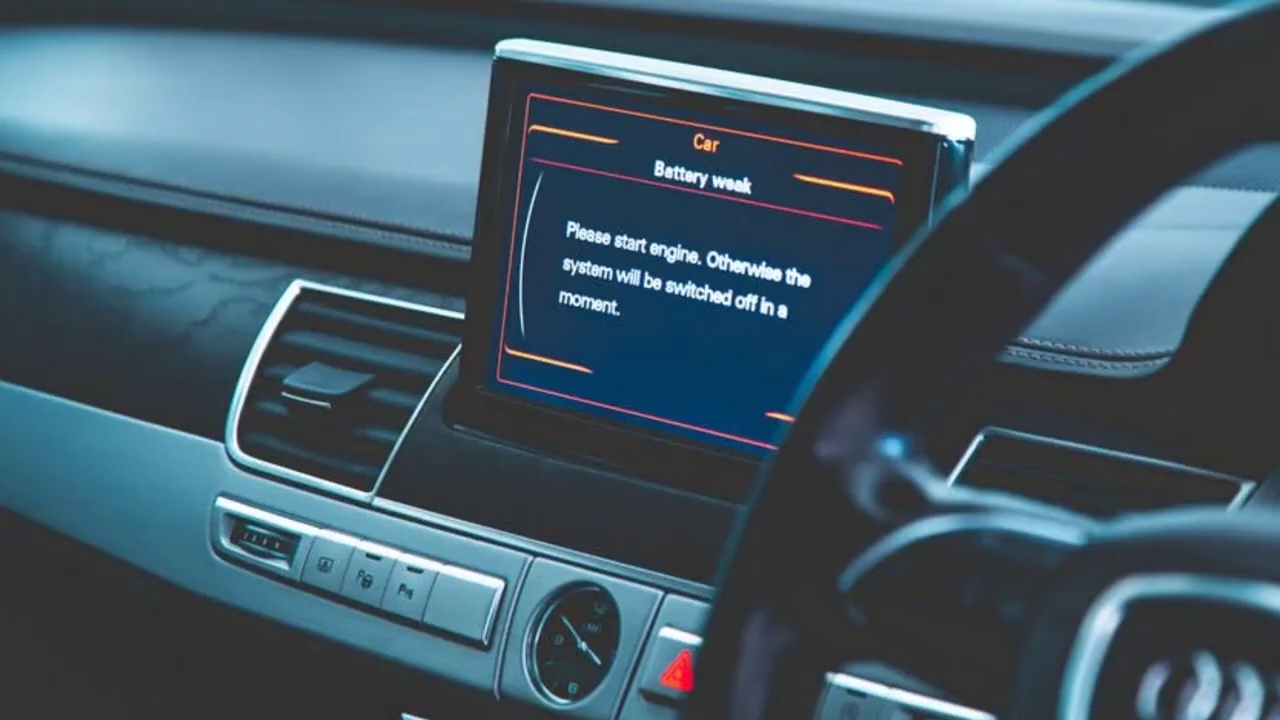 Car
Battery weak
Please start engine. Otherwise the
system will be switched off in a
moment.